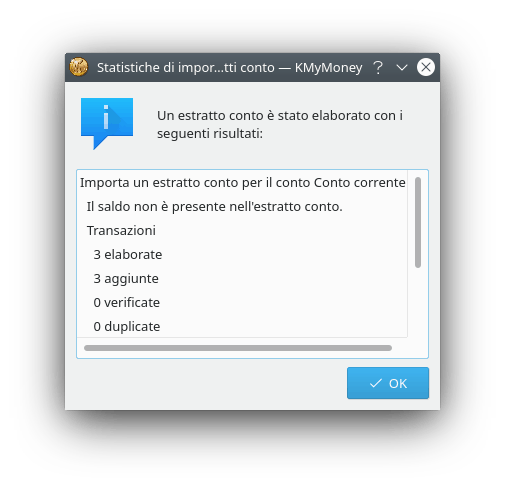 Statistiche di impor...tti conto — KMyMoney
Un estratto conto è stato elaborato con i
seguenti risultati:
Importa un estratto conto per il conto Conto corrente
Il saldo non è presente nell'estratto conto.
Transazioni
3 elaborate
3 aggiunte
0 verificate
0 duplicate
OK